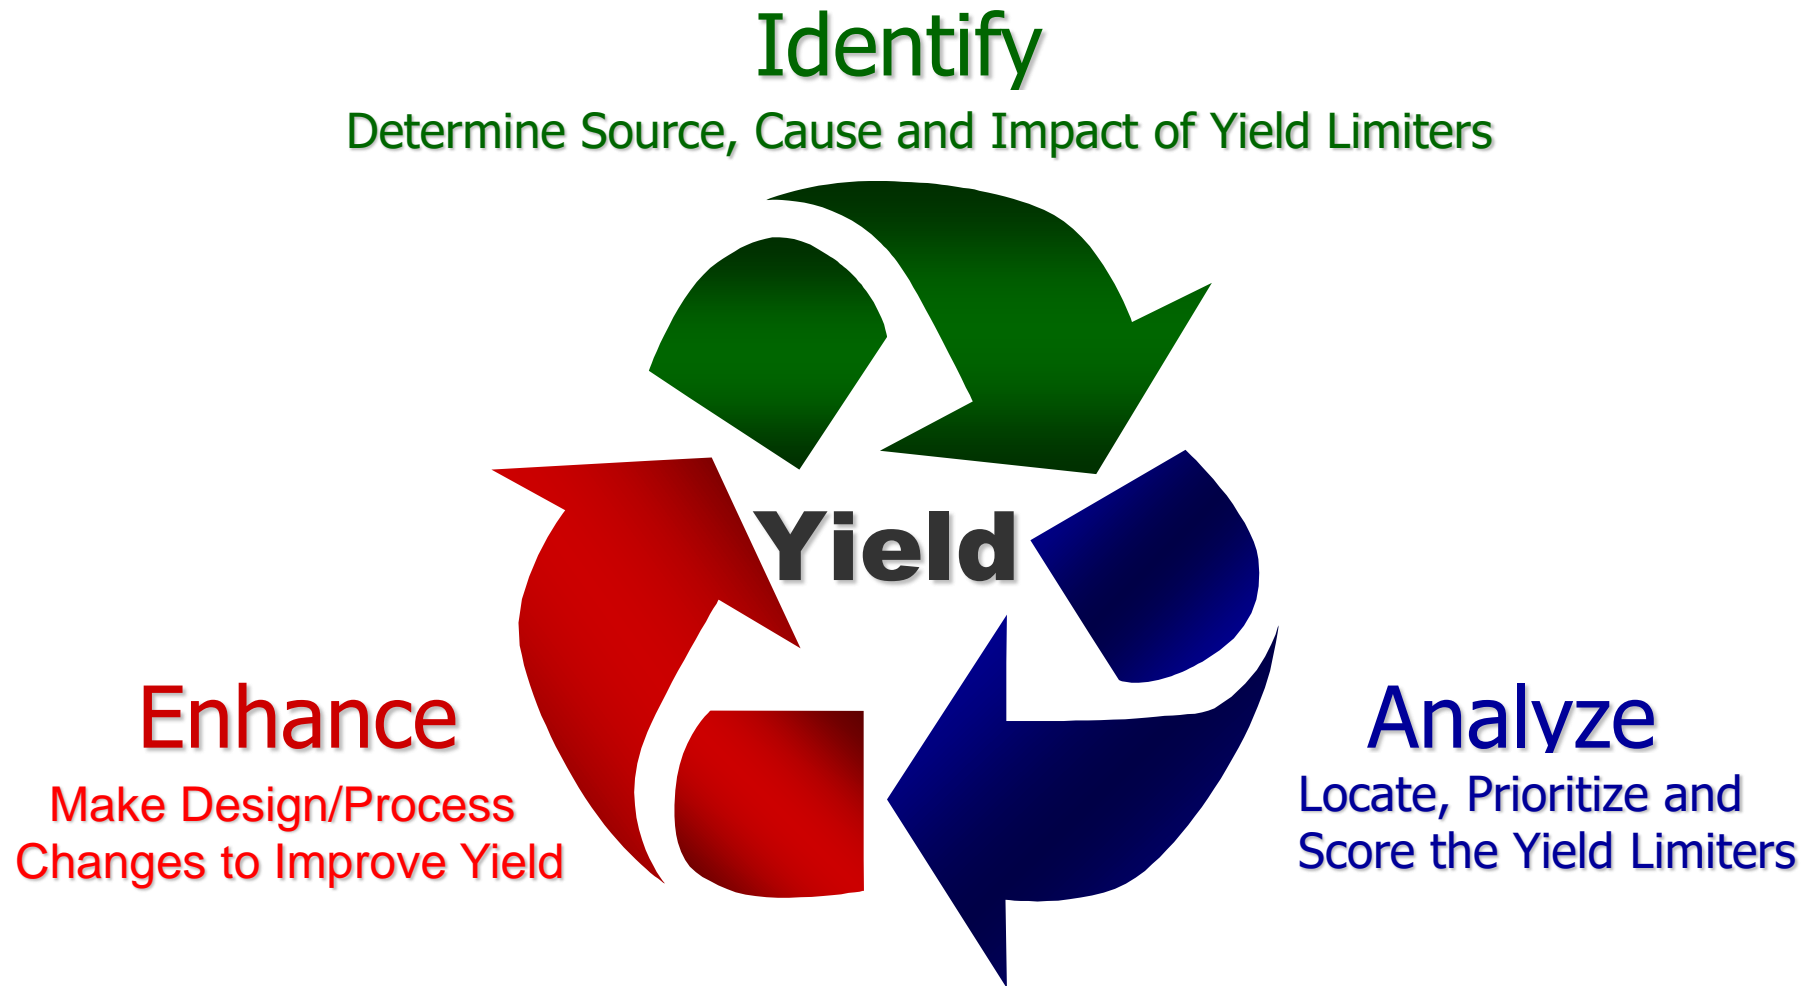 Identify
Determine Source, Cause and Impact of Yield Limiters
Yield
Enhance
Make Design/Process
Changes to Improve Yield
Analyze
Locate, Prioritize and
Score the Yield Limiters